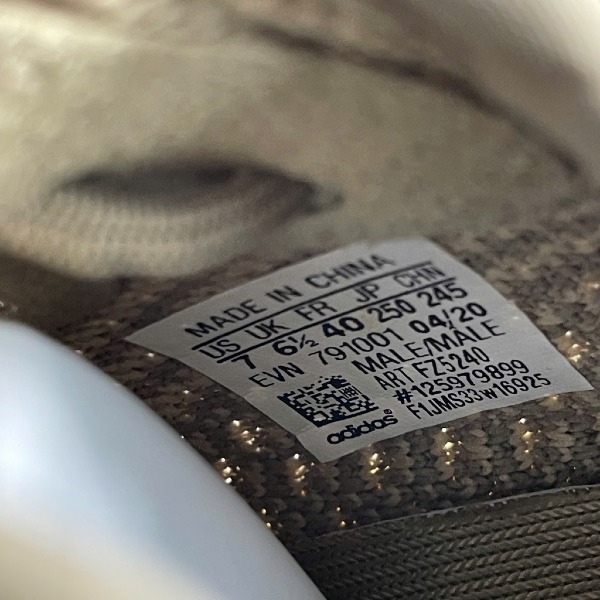 MADE IN CHINA
US UK FR JP CHN
7 6½ 40 250 245
EVN 791001 04/20
MALE/MALE
ART FZ5240
#125979899
F1JMS33w16925
adidas®